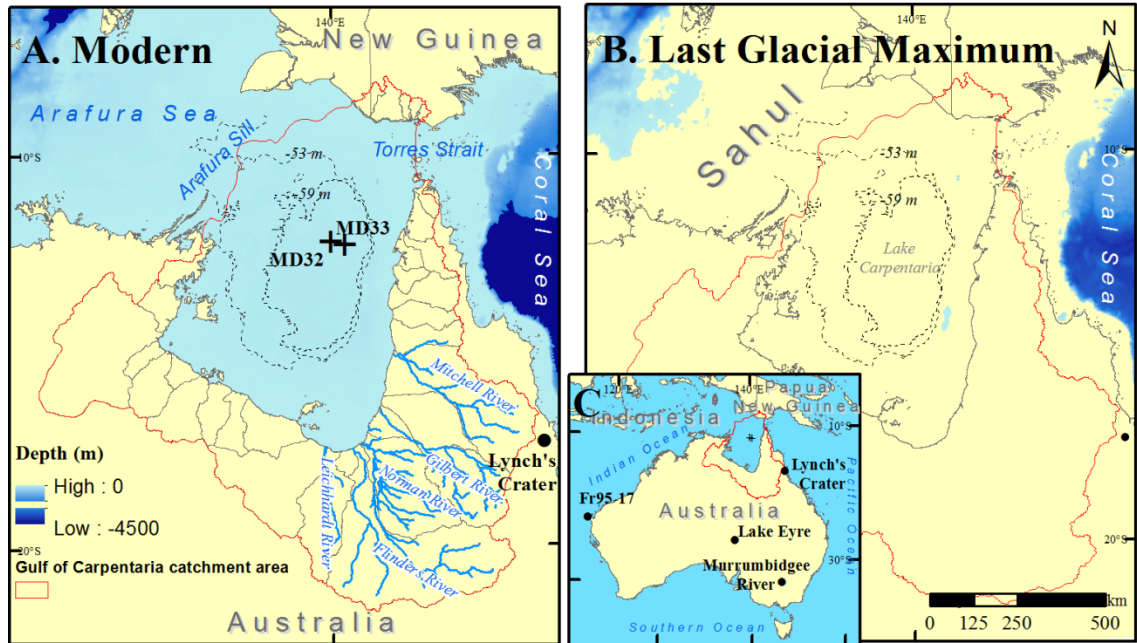 140°E
New Guinea
A. Modern
Arafura Sea
10°S
Arafura Sill
Torres Strait
-53 m
-59 m
MD33
MD32
Coral Sea
Mitchell River
Gilbert River
Norman River
Leichhardt River
Flinders River
Lynch's
Crater
Depth (m)
High : 0
Low : -4500
20°S
Gulf of Carpentaria catchment area
Australia
140°E
B. Last Glacial Maximum
N
Sahul
10°S
-53 m
-59 m
Lake
Carpentaria
Coral Sea
20°S
km
0 125 250 500
C
120°E
140°E
Papua
New Guinea
Indonesia
10°S
Indian Ocean
Pacific Ocean
Lynch's
Crater
Fr95-17
Australia
Lake Eyre
Murrumbidgee
River
30°S
Southern Ocean